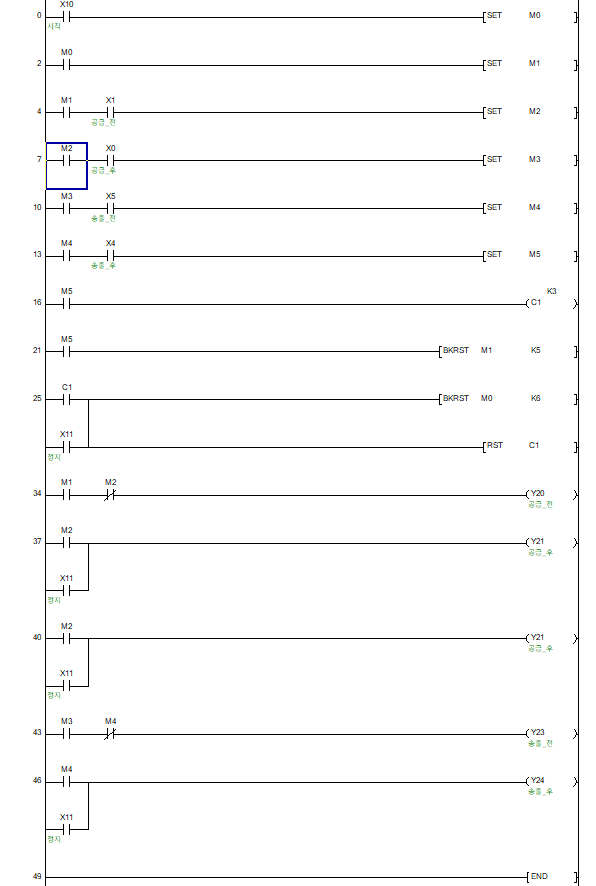 X10
0 SET M0
시작
M0
2 SET M1
M1 X1
4 SET M2
공급_전
M2 X0
7 SET M3
공급_후
M3 X5
10 SET M4
송출_전
M4 X4
13 SET M5
송출_후
M5 K3
16 C1
M5
21 BKRST M1 K5
C1
25 BKRST M0 K6
X11
RST C1
정지
M1 M2
34 Y20
공급_전
M2
37 Y21
공급_후
X11
정지
M2
40 Y21
공급_후
X11
정지
M3 M4
43 Y23
송출_전
M4
46 Y24
송출_후
X11
정지
49 END